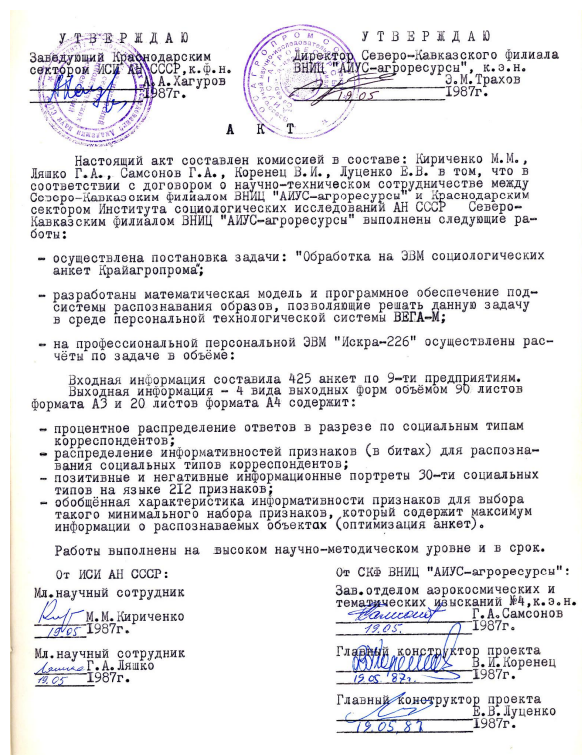 УТВЕРЖДАЮ
Заведующий Краснодарским
сектором ИСИ АН СССР,к.ф.н.
А.А.Хагуров
1987г.
УТВЕРЖДАЮ
Директор Северо-Кавказского филиала
ВНИЦ "АИУС-агроресурсы", к.э.н.
Э.М.Трахов
19.05 1987г.
АКТ
Настоящий акт составлен комиссией в составе: Кириченко М.М.,
Ляшко Г.А., Самсонов Г.А., Коренец В.И., Луценко Е.В. в том, что в
соответствии с договором о научно-техническом сотрудничестве между
Северо-Кавказским филиалом ВНИЦ "АИУС-агроресурсы" и Краснодарским
сектором Института социологических исследований АН СССР Северо-
Кавказским филиалом ВНИЦ "АИУС-агроресурсы" выполнены следующие ра-
боты:
- осуществлена постановка задачи: "Обработка на ЭВМ социологических
анкет Крайагропрома";
- разработаны математическая модель и программное обеспечение под-
системы распознавания образов, позволяющие решать данную задачу
в среде персональной технологической системы ВЕГА-М;
- на профессиональной персональной ЭВМ "Искра-226" осуществлены рас-
чёты по задаче в объёме:
Входная информация составила 425 анкет по 9-ти предприятиям.
Выходная информация - 4 вида выходных форм объёмом 90 листов
формата А3 и 20 листов формата А4 содержит:
- процентное распределение ответов в разрезе по социальным типам
корреспондентов;
- распределение информативностей признаков (в битах) для распозна-
вания социальных типов корреспондентов;
- позитивные и негативные информационные портреты 30-ти социальных
типов на языке 212 признаков;
- обобщённая характеристика информативности признаков для выбора
такого минимального набора признаков, который содержит максимум
информации о распознаваемых объектах (оптимизация анкет).
Работы выполнены на высоком научно-методическом уровне и в срок.
От ИСИ АН СССР:
Мл.научный сотрудник
М.М.Кириченко
19.05 1987г.
Мл.научный сотрудник
Г.А.Ляшко
19.05 1987г.
От СКФ ВНИЦ "АИУС-агроресурсы":
Зав.отделом аэрокосмических и
тематических изысканий №4,к.э.н.
Г.А.Самсонов
19.05. 1987г.
Главный конструктор проекта
В.И.Коренец
19.05.87г. 1987г.
Главный конструктор проекта
Е.В.Луценко
19.05.87 1987г.